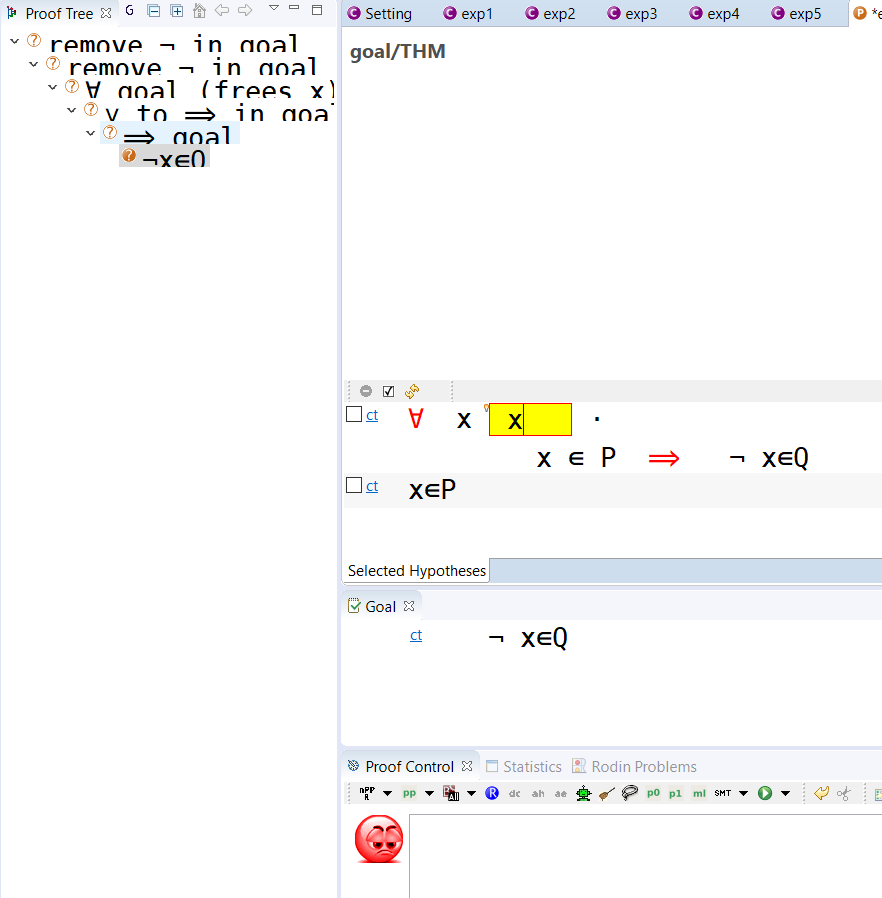 Proof Tree
G
remove ¬ in goal
remove ¬ in goal
∀ goal (frees x)
∨ to ⇒ in goal
⇒ goal
¬x∈Q
Setting exp1 exp2 exp3 exp4 exp5 *e
goal/THM
ct ∀ x x ·
x ∈ P ⇒ ¬ x∈Q
ct x∈P
Selected Hypotheses
Goal
ct ¬ x∈Q
Proof Control Statistics Rodin Problems
nPP R pp R dc ah ae p0 p1 ml SMT